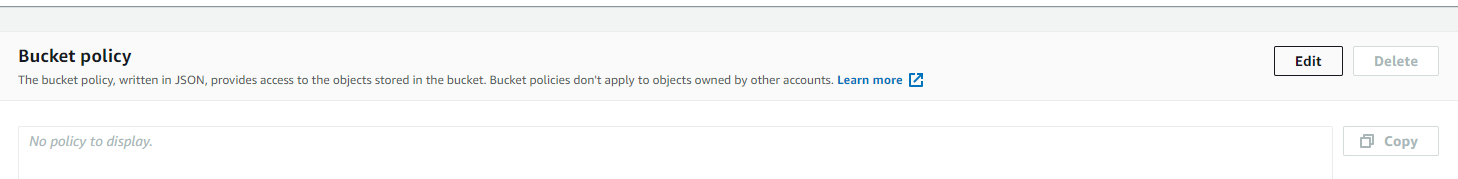 Bucket policy
The bucket policy, written in JSON, provides access to the objects stored in the bucket. Bucket policies don't apply to objects owned by other accounts. Learn more
Edit
Delete
No policy to display.
Copy